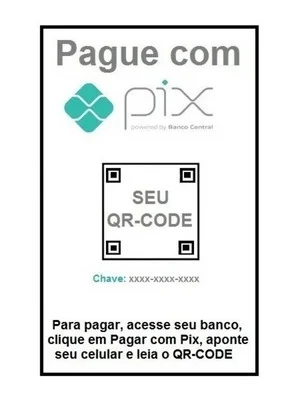 Pague com
pix
powered by Banco Central
SEU
QR-CODE
Chave: xxxx-xxxx-xxxx
Para pagar, acesse seu banco,
clique em Pagar com Pix, aponte
seu celular e leia o QR-CODE